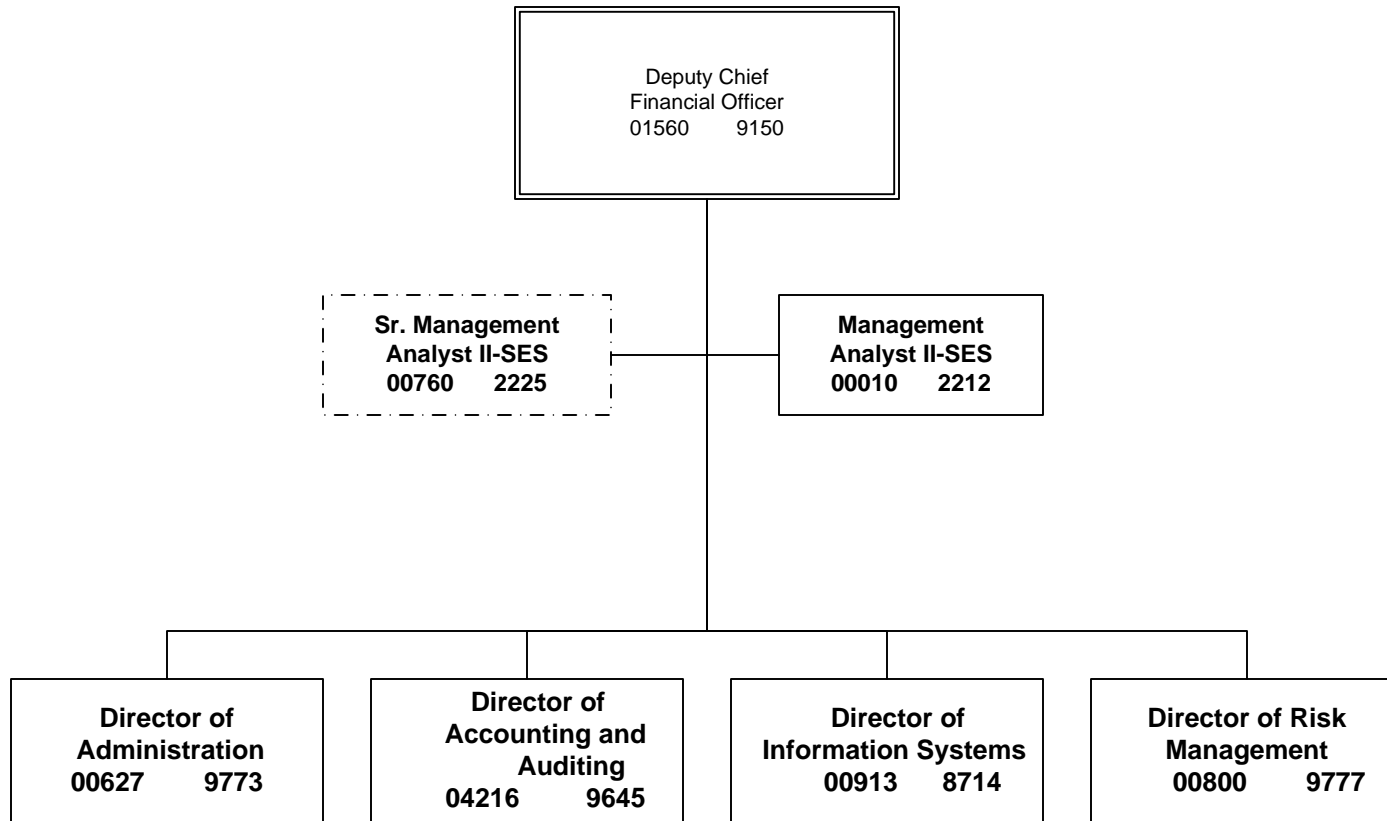 Deputy Chief
Financial Officer
01560 9150
Sr. Management
Analyst II-SES
00760 2225
Management
Analyst II-SES
00010 2212
Director of
Administration
00627 9773
Director of
Accounting and
Auditing
04216 9645
Director of
Information Systems
00913 8714
Director of Risk
Management
00800 9777